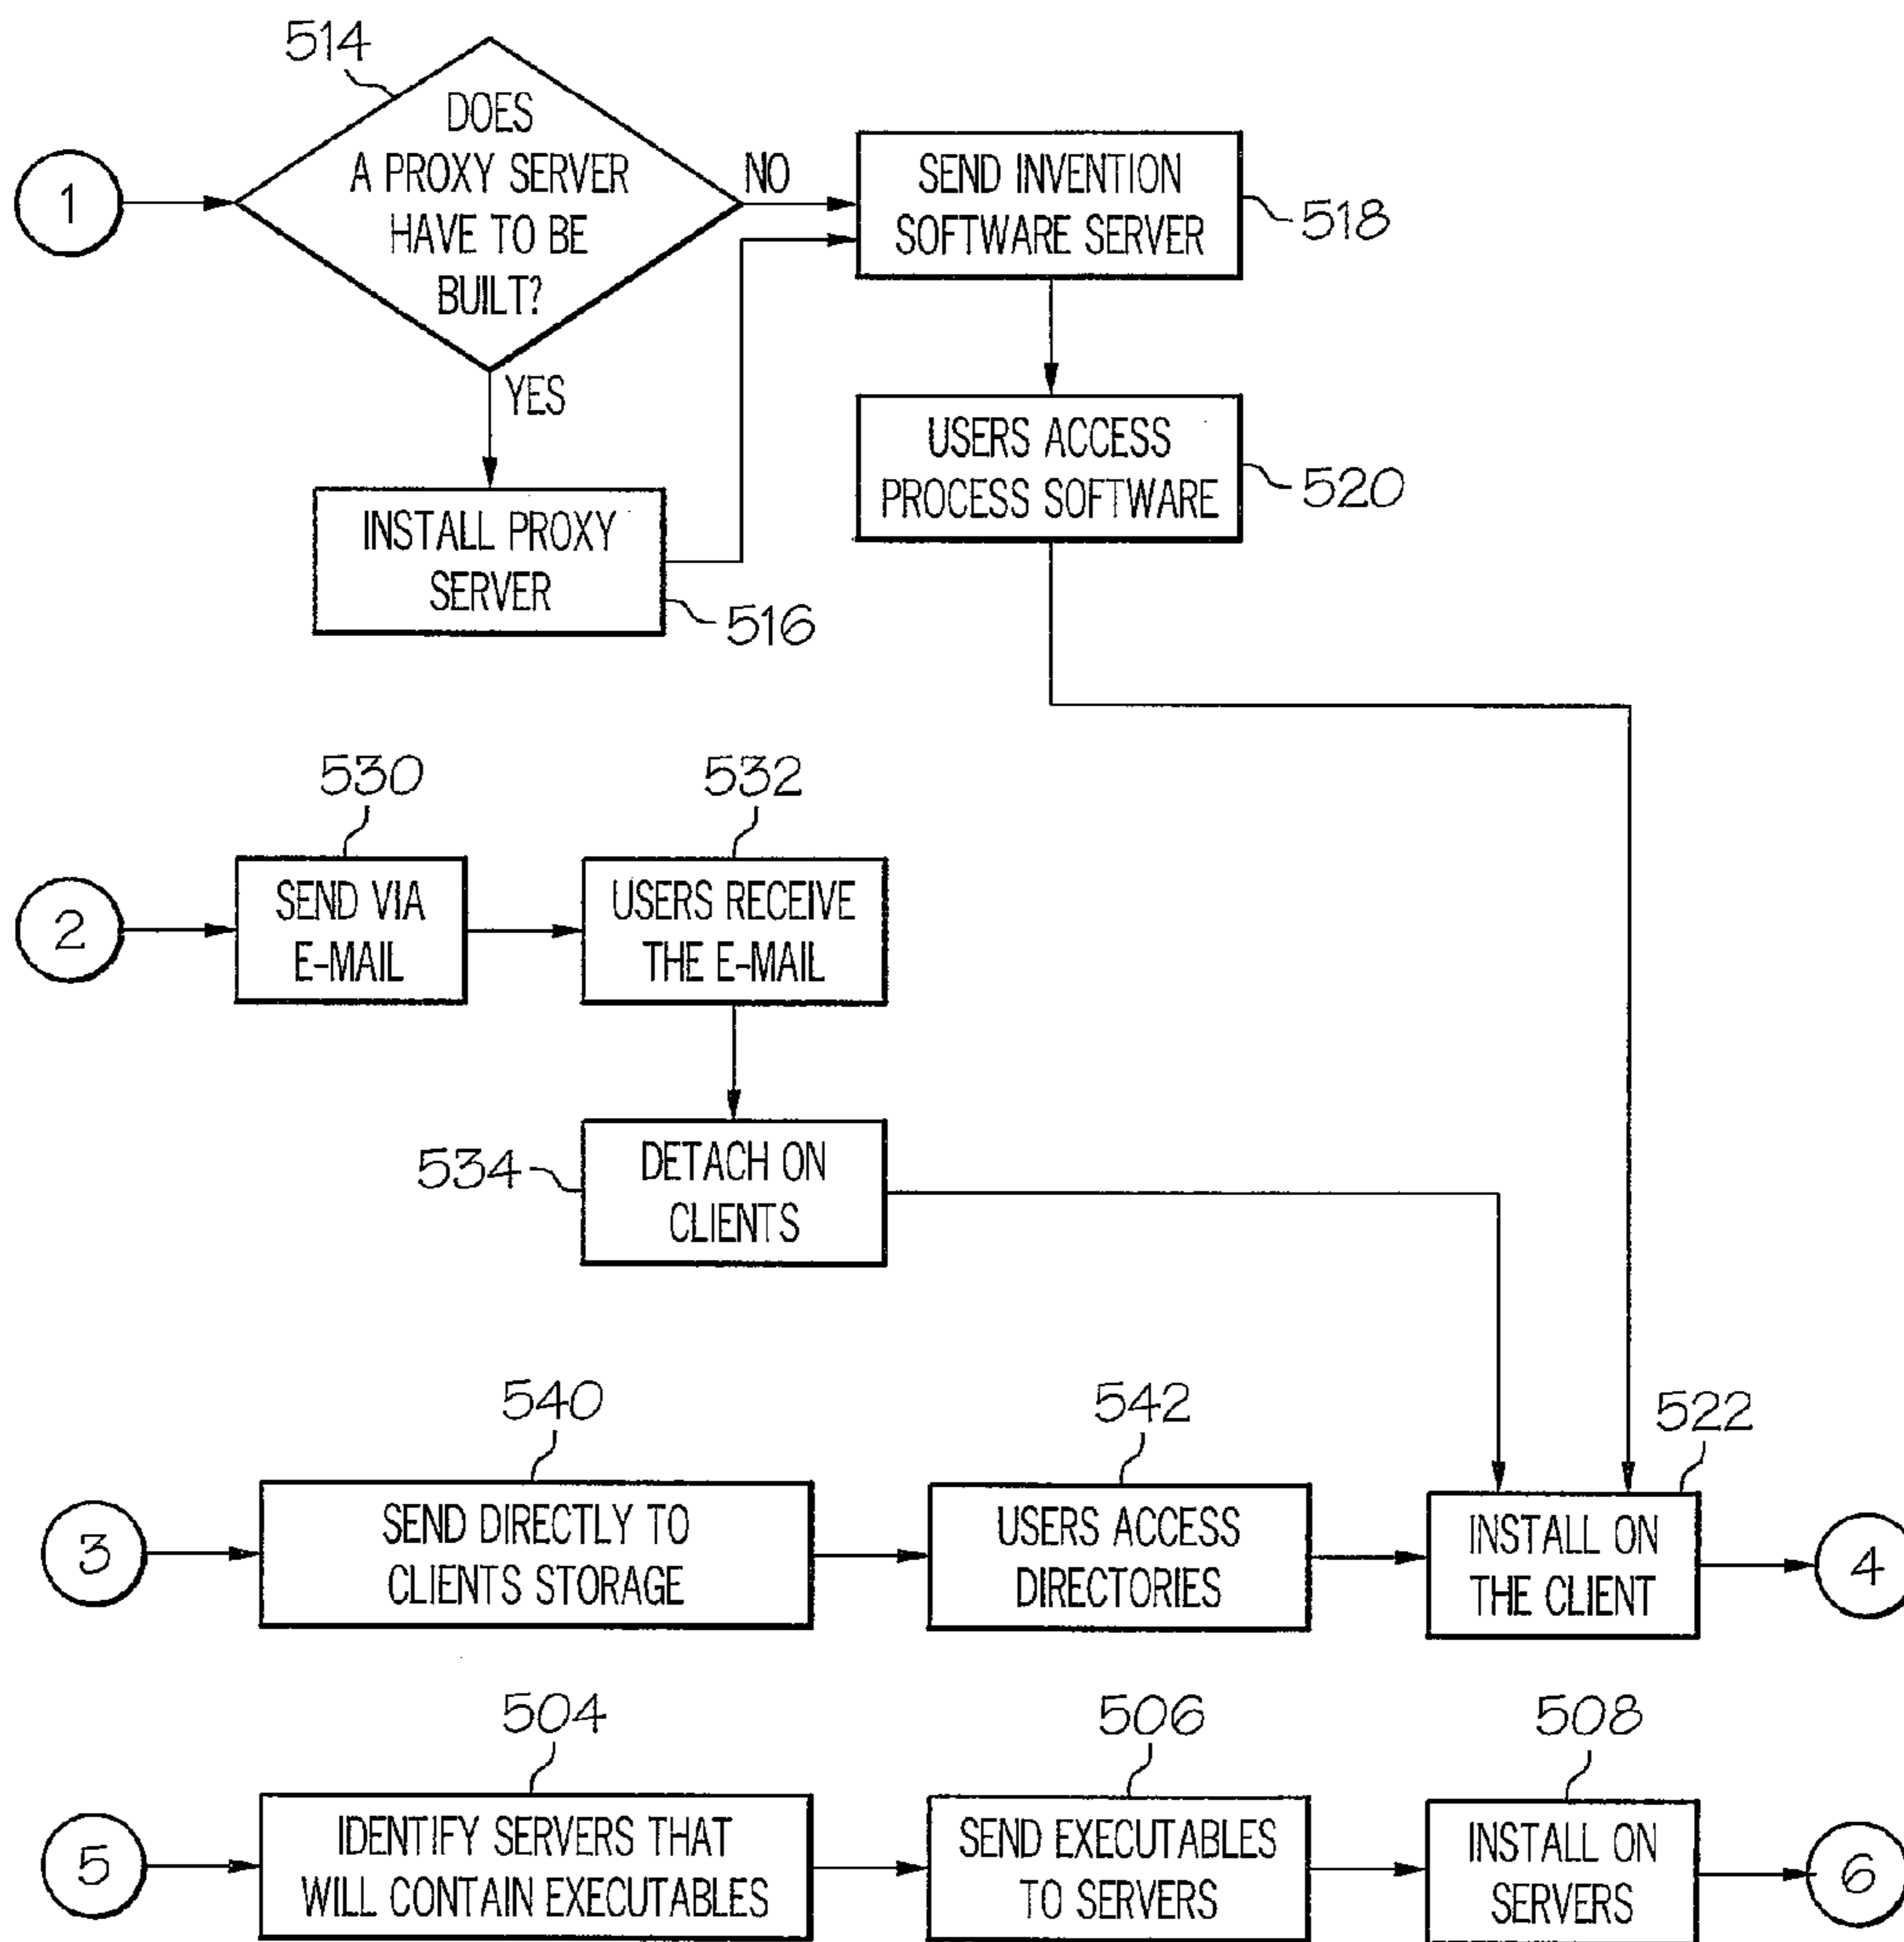 514
DOES
A PROXY SERVER
HAVE TO BE
BUILT?
1
NO
YES
SEND INVENTION
SOFTWARE SERVER
518
USERS ACCESS
PROCESS SOFTWARE
520
INSTALL PROXY
SERVER
516
530
532
2
SEND VIA
E-MAIL
USERS RECEIVE
THE E-MAIL
534
DETACH ON
CLIENTS
540
542
522
3
SEND DIRECTLY TO
CLIENTS STORAGE
USERS ACCESS
DIRECTORIES
INSTALL ON
THE CLIENT
4
504
506
508
5
IDENTIFY SERVERS THAT
WILL CONTAIN EXECUTABLES
SEND EXECUTABLES
TO SERVERS
INSTALL ON
SERVERS
6